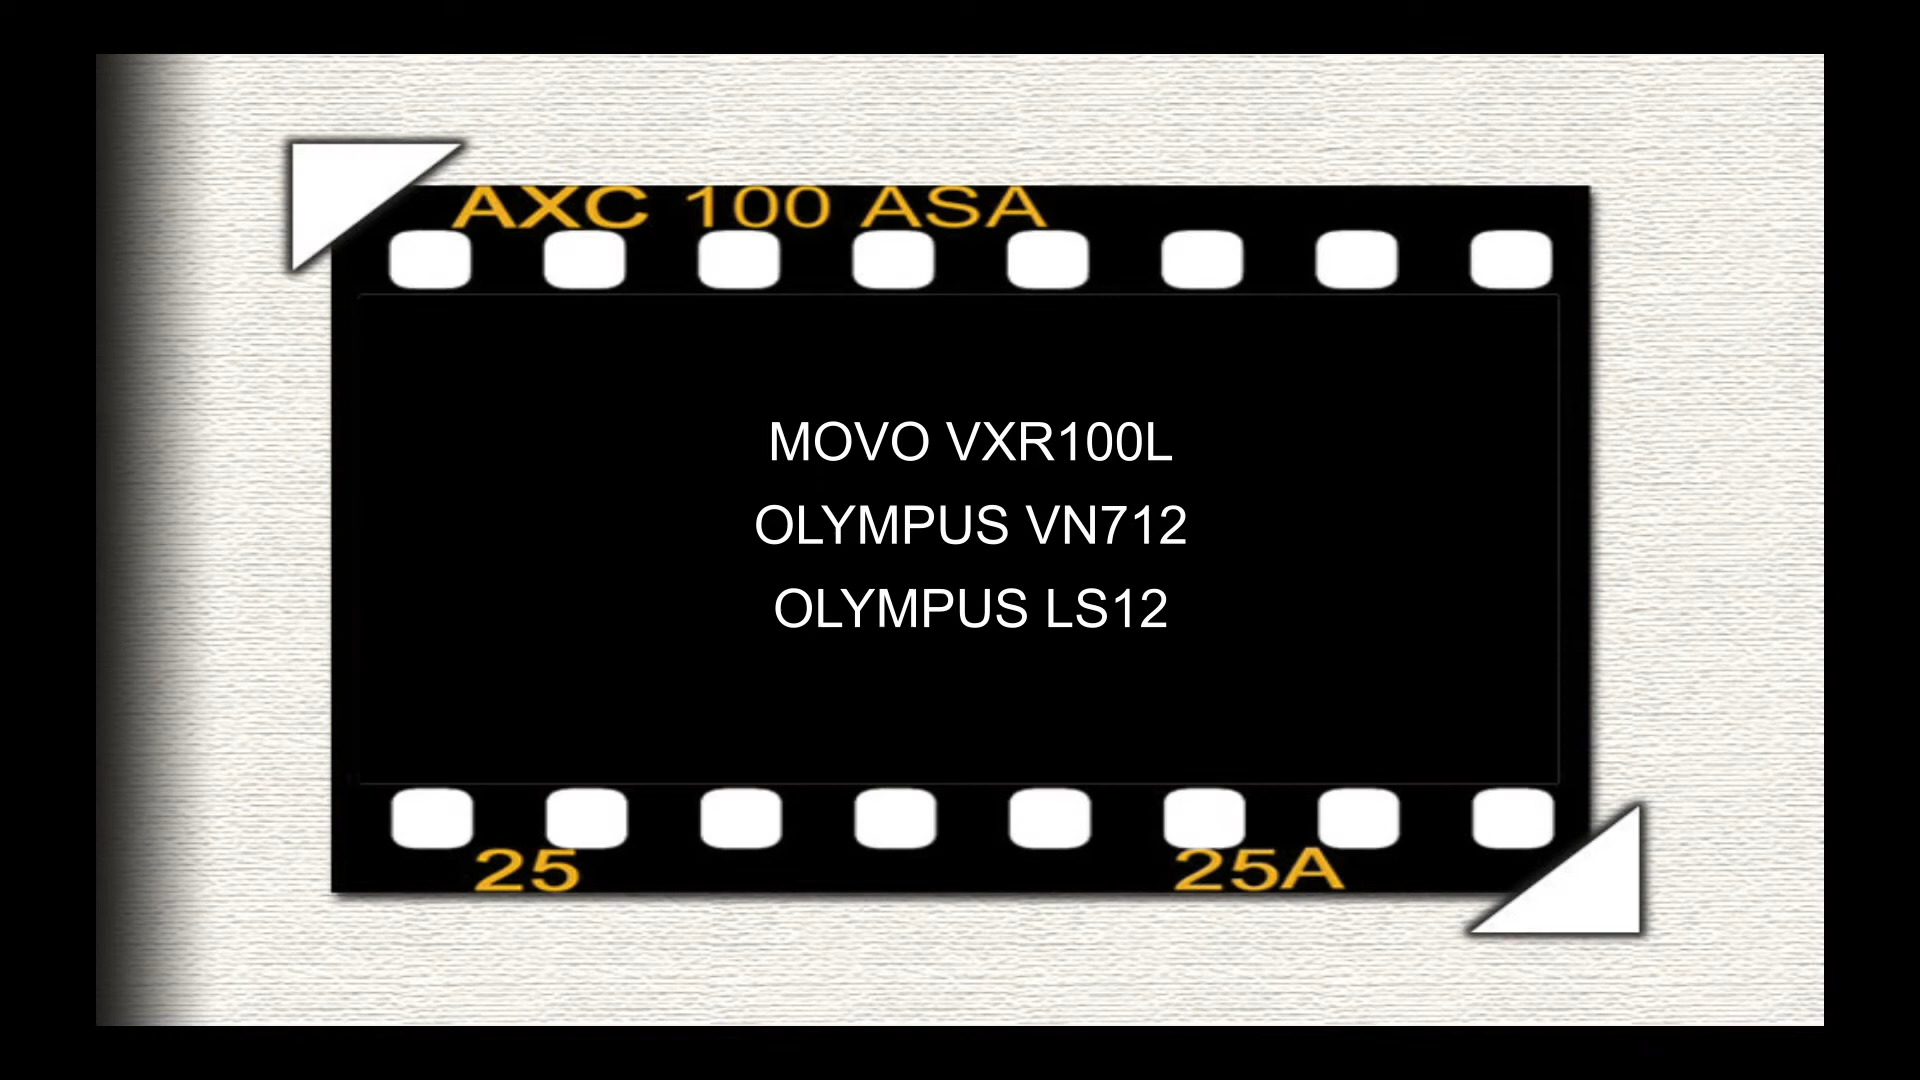 AXC 100 ASA
MOVO VXR100L
OLYMPUS VN712
OLYMPUS LS12
25 25A